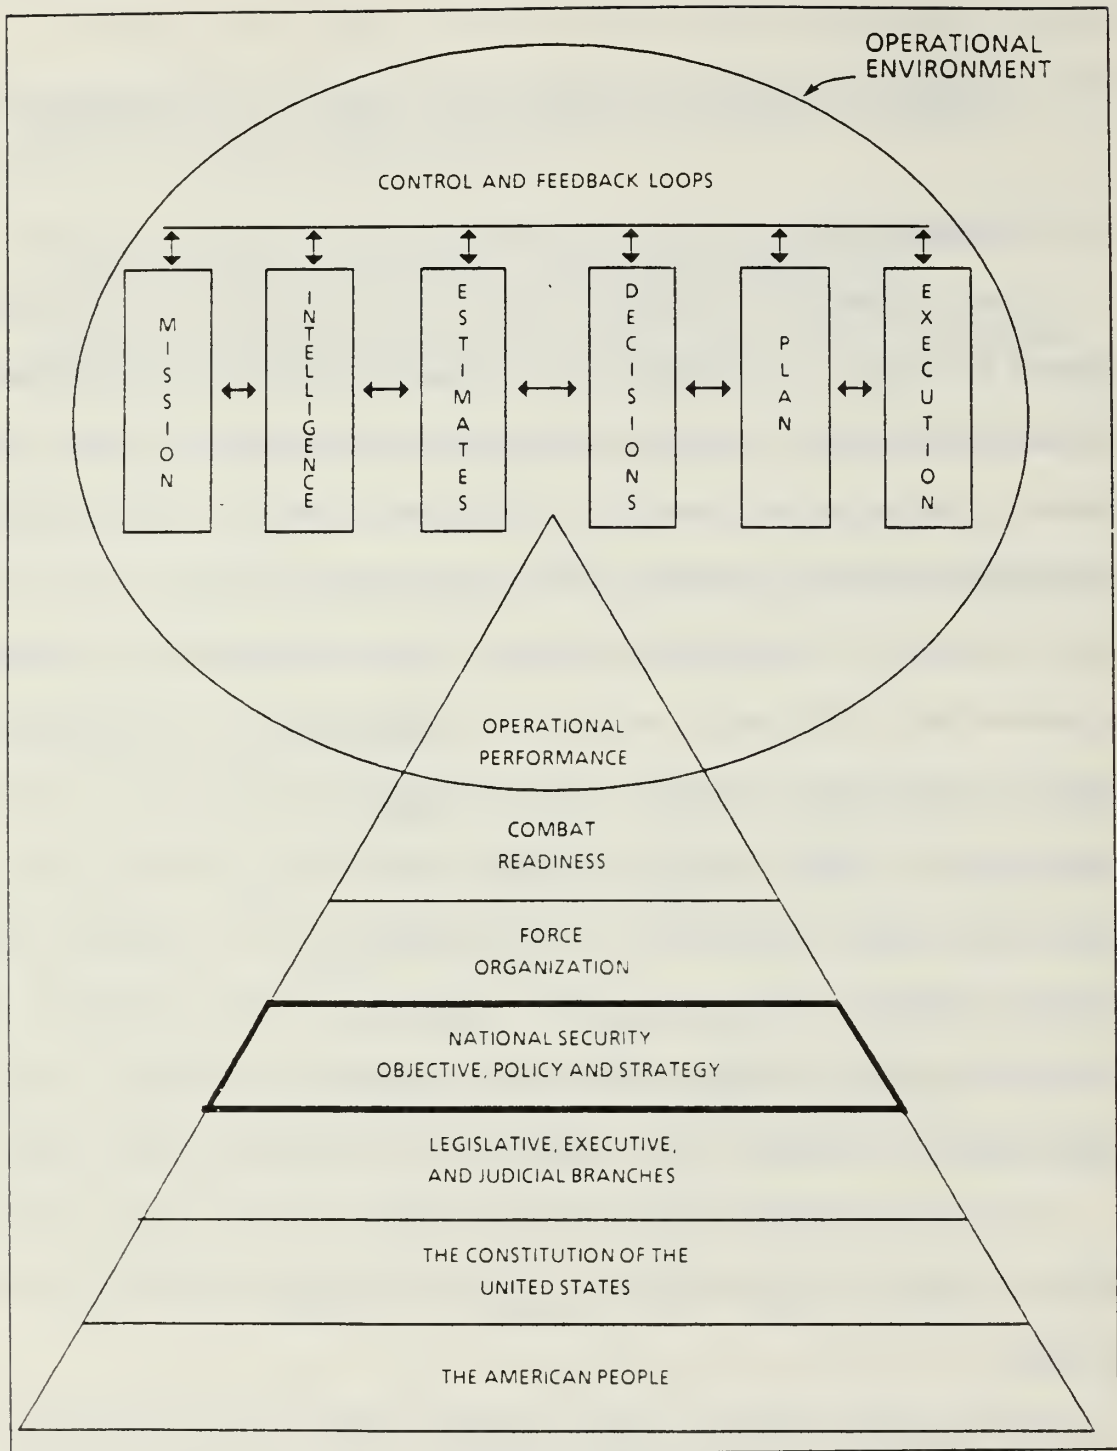 OPERATIONAL
ENVIRONMENT
CONTROL AND FEEDBACK LOOPS
MISSION
INTELLIGENCE
ESTIMATES
DECISIONS
PLAN
EXECUTION
OPERATIONAL
PERFORMANCE
COMBAT
READINESS
FORCE
ORGANIZATION
NATIONAL SECURITY
OBJECTIVE, POLICY AND STRATEGY
LEGISLATIVE, EXECUTIVE,
AND JUDICIAL BRANCHES
THE CONSTITUTION OF THE
UNITED STATES
THE AMERICAN PEOPLE